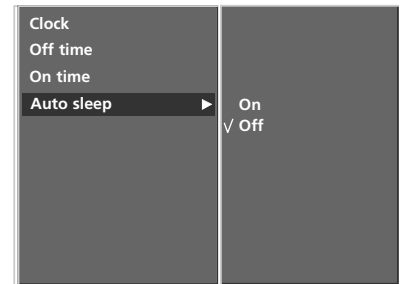 Clock
Off time
On time
Auto sleep ▶ On
√ Off